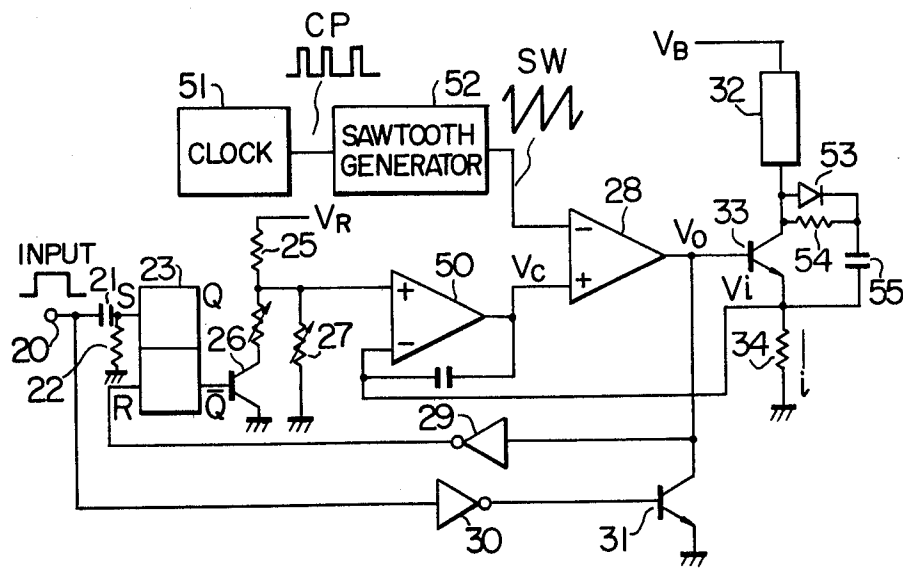 CP
51
CLOCK
52
SAWTOOTH
GENERATOR
SW
VB
32
53
54
55
28
VO
33
Vi
34
i
VR
25
26
27
50
VC
INPUT
20
21
22
S
23
Q
R
Q̅
29
30
31